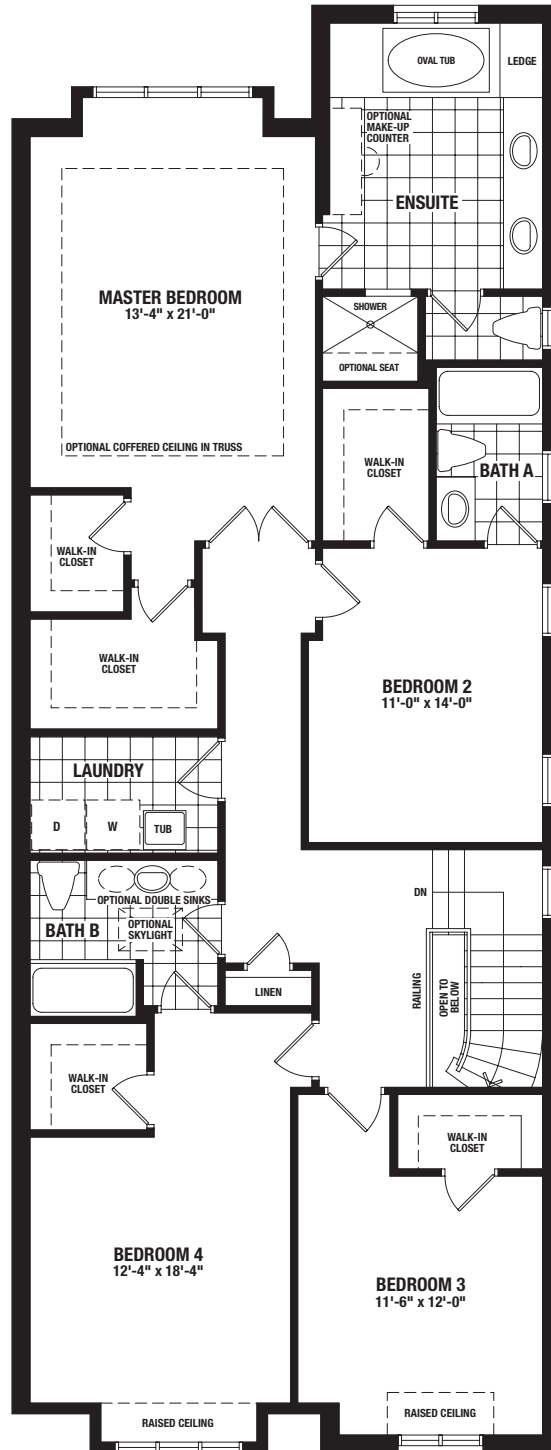 OVAL TUB
LEDGE
OPTIONAL
MAKE-UP
COUNTER
ENSUITE
MASTER BEDROOM
13'-4" x 21'-0"
SHOWER
OPTIONAL SEAT
OPTIONAL COFFERED CEILING IN TRUSS
WALK-IN
CLOSET
BATH A
WALK-IN
CLOSET
WALK-IN
CLOSET
BEDROOM 2
11'-0" x 14'-0"
LAUNDRY
D
W
TUB
OPTIONAL DOUBLE SINKS
OPTIONAL
SKYLIGHT
BATH B
DN
RAILING
OPEN TO
BELOW
LINEN
WALK-IN
CLOSET
WALK-IN
CLOSET
BEDROOM 4
12'-4" x 18'-4"
BEDROOM 3
11'-6" x 12'-0"
RAISED CEILING
RAISED CEILING